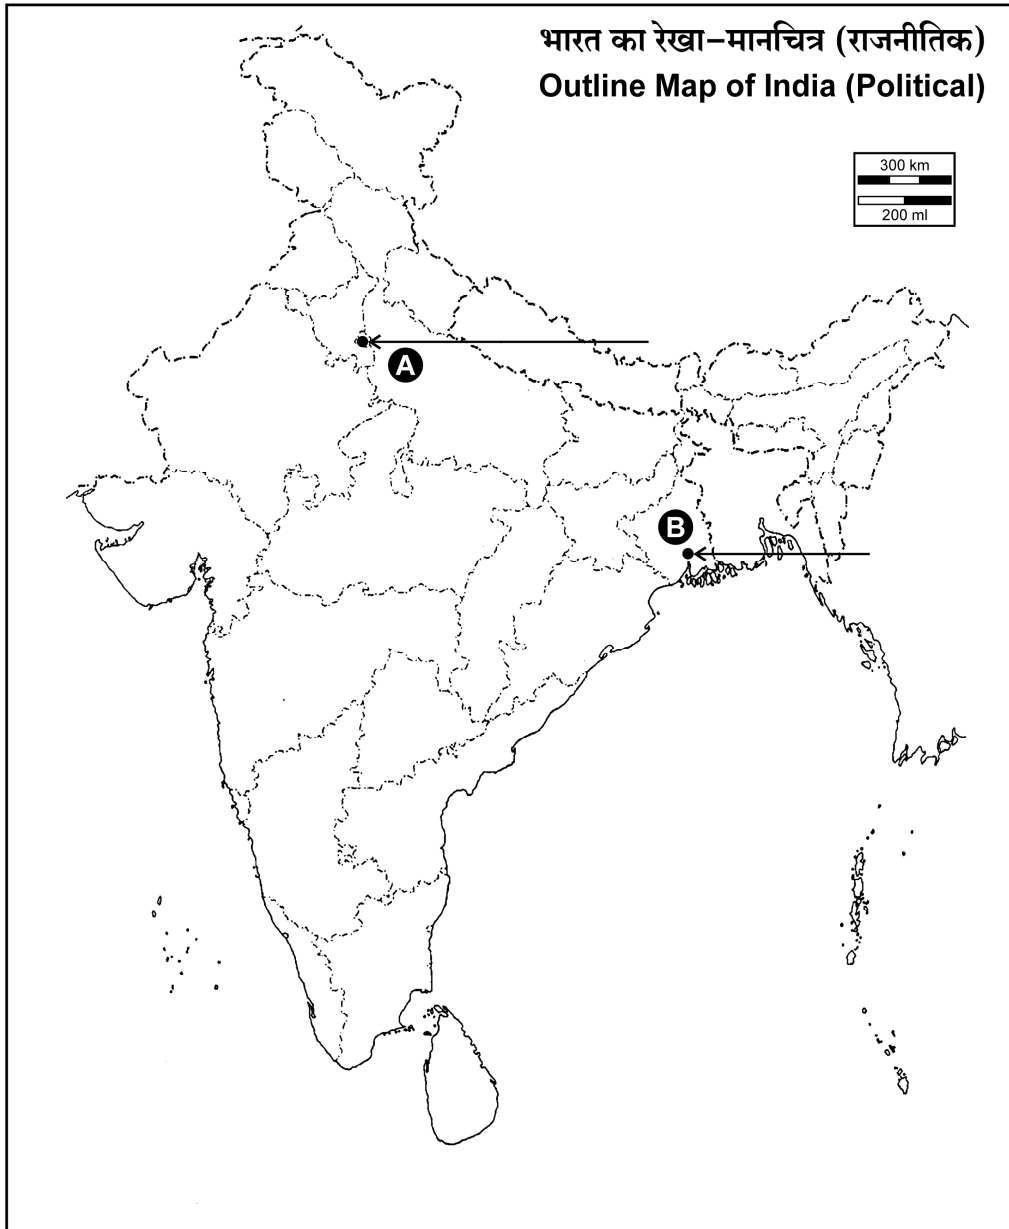 भारत का रेखा–मानचित्र (राजनीतिक)
Outline Map of India (Political)
300 km
200 ml
A
B